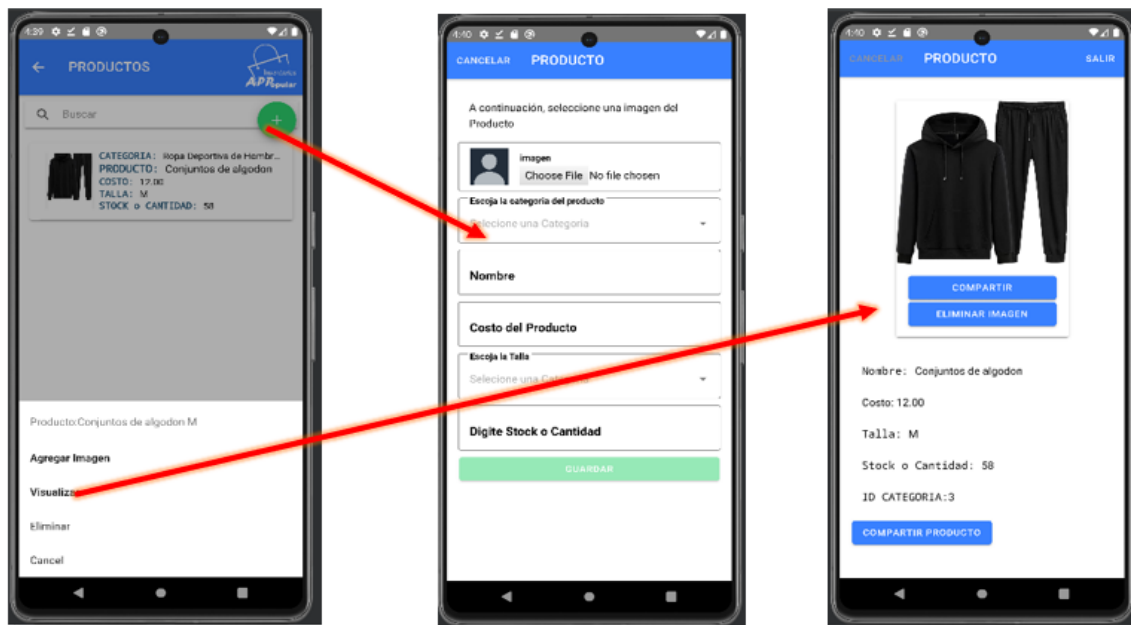 4:39
PRODUCTOS
Inventarios
APPopular
Buscar
+
CATEGORIA: Ropa Deportiva de Hombr...
PRODUCTO: Conjuntos de algodon
COSTO: 12.00
TALLA: M
STOCK o CANTIDAD: 58
Producto:Conjuntos de algodon M
Agregar Imagen
Visualizar
Eliminar
Cancel
4:40
CANCELAR PRODUCTO
A continuación, seleccione una imagen del
Producto
imagen
Choose File No file chosen
Escoja la categoria del producto
Selecione una Categoria
Nombre
Costo del Producto
Escoja la Talla
Selecione una Categoria
Digite Stock o Cantidad
GUARDAR
4:40
CANCELAR PRODUCTO SALIR
COMPARTIR
ELIMINAR IMAGEN
Nombre: Conjuntos de algodon
Costo: 12.00
Talla: M
Stock o Cantidad: 58
ID CATEGORIA:3
COMPARTIR PRODUCTO